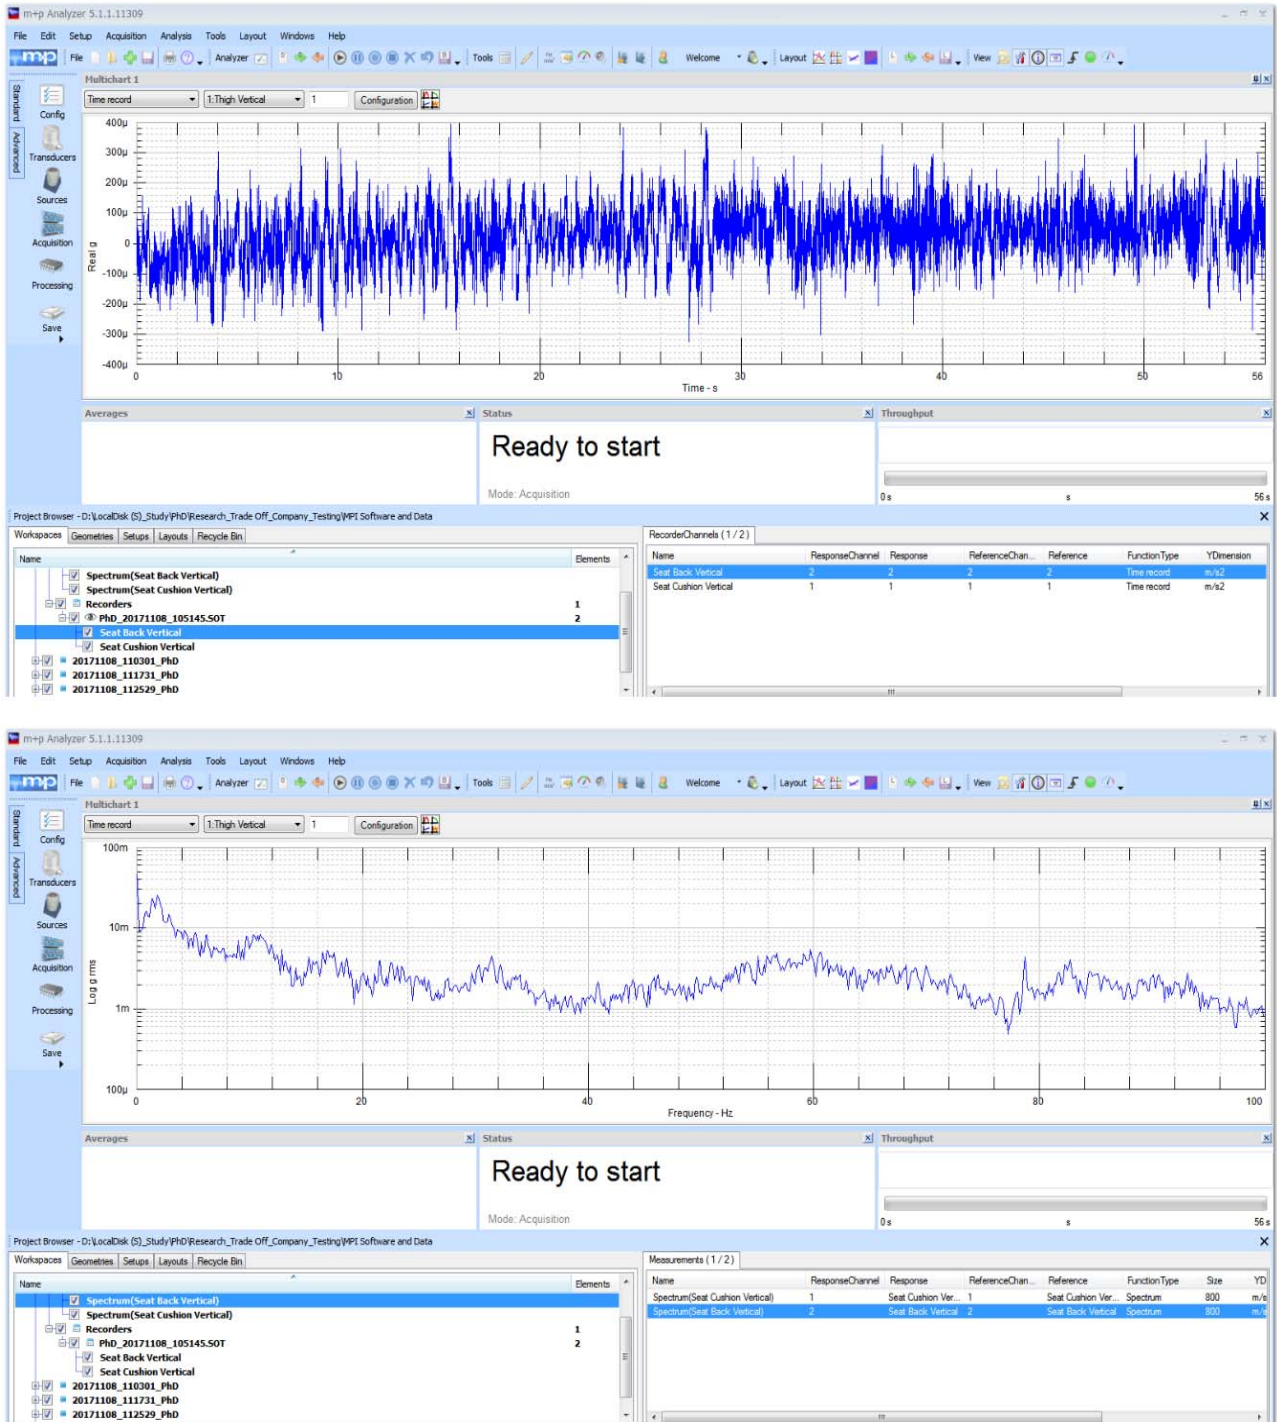 m+p Analyzer 5.1.1.11309
File Edit Setup Acquisition Analysis Tools Layout Windows Help
m+p File Analyzer Tools Welcome Layout View
Multichart 1
Standard
Advanced
Time record 1:Thigh Vertical 1 Configuration
Config
Transducers
Sources
Acquisition
Processing
Save
400µ
300µ
200µ
100µ
0
-100µ
-200µ
-300µ
-400µ
Real g
0 10 20 30 40 50 56
Time - s
Averages Status Throughput
Ready to start
Mode: Acquisition
0 s s 56 s
Project Browser - D:\LocalDisk (S)_Study\PhD\Research_Trade Off_Company_Testing\MPI Software and Data
Workspaces Geometries Setups Layouts Recycle Bin
RecorderChannels ( 1 / 2 )
Name Elements
Spectrum(Seat Back Vertical)
Spectrum(Seat Cushion Vertical)
Recorders 1
PhD_20171108_105145.SOT 2
Seat Back Vertical
Seat Cushion Vertical
20171108_110301_PhD
20171108_111731_PhD
20171108_112529_PhD
Name ResponseChannel Response ReferenceChan... Reference FunctionType YDimension
Seat Back Vertical 2 2 2 2 Time record m/s2
Seat Cushion Vertical 1 1 1 1 Time record m/s2
m+p Analyzer 5.1.1.11309
File Edit Setup Acquisition Analysis Tools Layout Windows Help
m+p File Analyzer Tools Welcome Layout View
Multichart 1
Standard
Advanced
Time record 1:Thigh Vertical 1 Configuration
Config
Transducers
Sources
Acquisition
Processing
Save
100m
10m
1m
100µ
Log g rms
0 20 40 60 80 100
Frequency - Hz
Averages Status Throughput
Ready to start
Mode: Acquisition
0 s s 56 s
Project Browser - D:\LocalDisk (S)_Study\PhD\Research_Trade Off_Company_Testing\MPI Software and Data
Workspaces Geometries Setups Layouts Recycle Bin
Measurements ( 1 / 2 )
Name Elements
Spectrum(Seat Back Vertical)
Spectrum(Seat Cushion Vertical)
Recorders 1
PhD_20171108_105145.SOT 2
Seat Back Vertical
Seat Cushion Vertical
20171108_110301_PhD
20171108_111731_PhD
20171108_112529_PhD
Name ResponseChannel Response ReferenceChan... Reference FunctionType Size YD
Spectrum(Seat Cushion Vertical) 1 Seat Cushion Ver... 1 Seat Cushion Ver... Spectrum 800 m/s
Spectrum(Seat Back Vertical) 2 Seat Back Vertical 2 Seat Back Vertical Spectrum 800 m/s